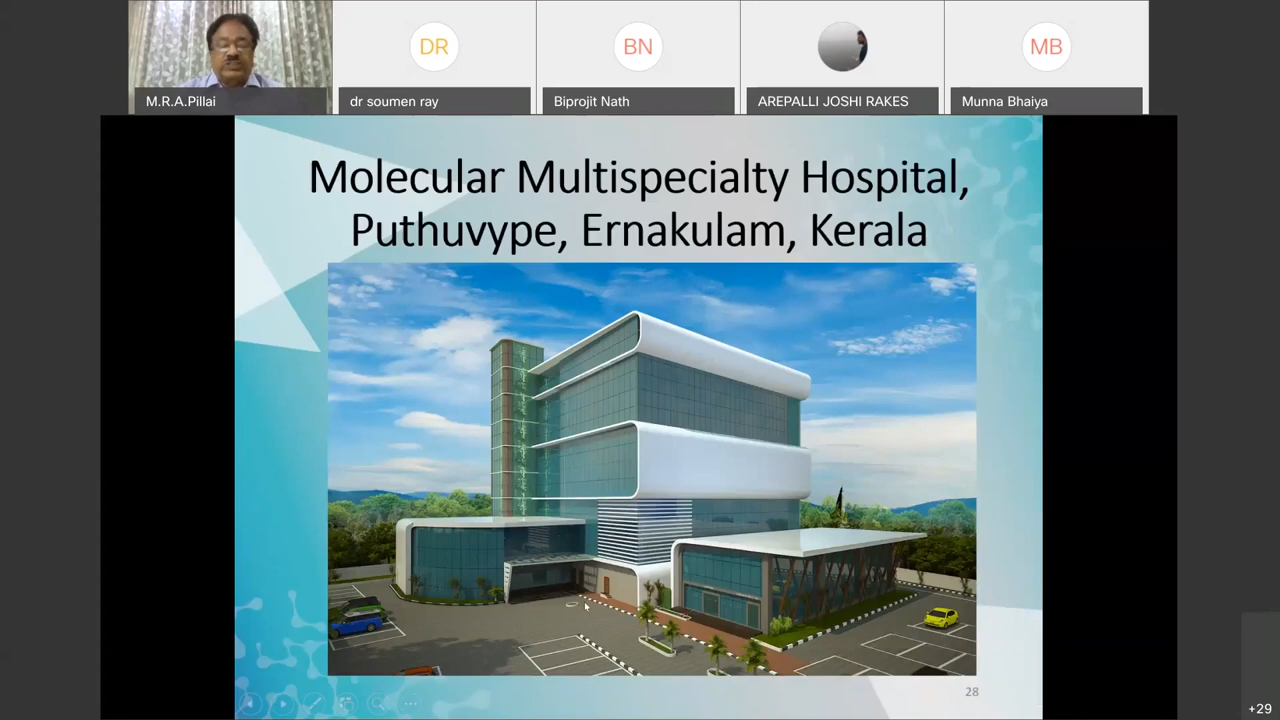 DR
BN
MB
M.R.A.Pillai
dr soumen ray
Biprojit Nath
AREPALLI JOSHI RAKES
Munna Bhaiya
Molecular Multispecialty Hospital,
Puthuvype, Ernakulam, Kerala
28
+29